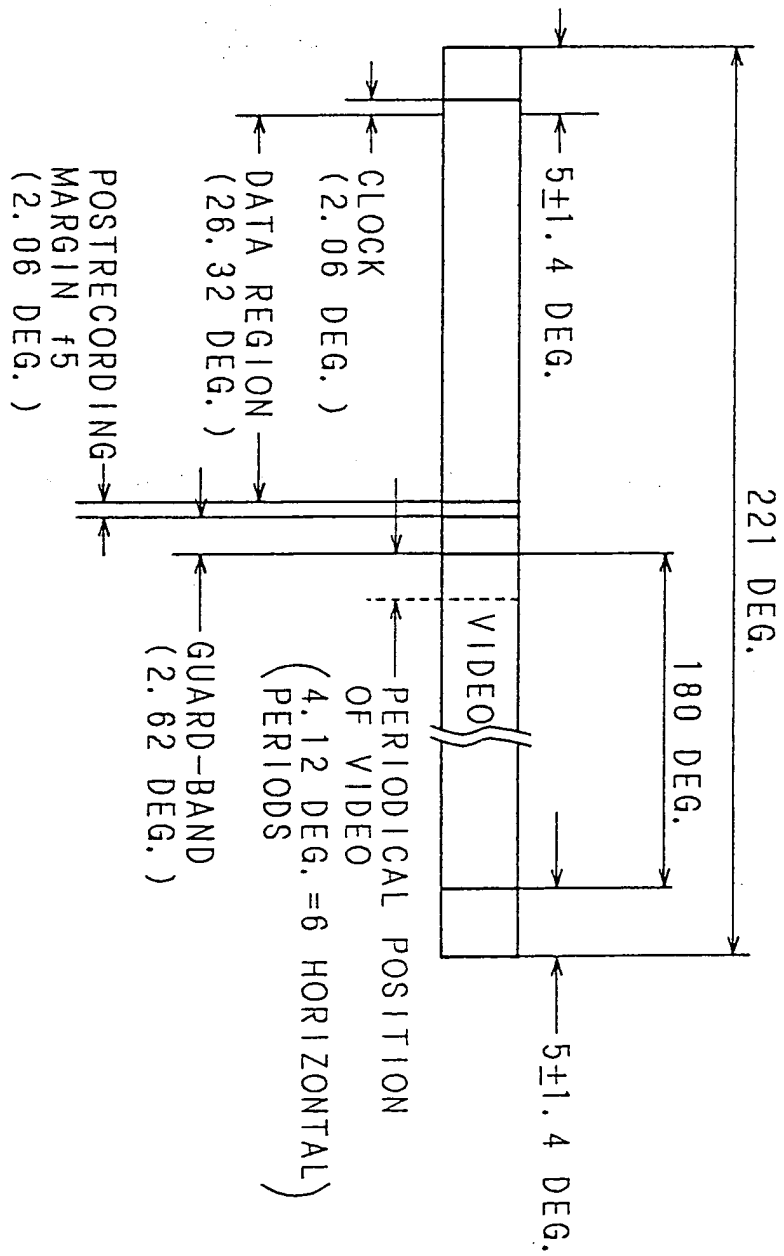 221 DEG.
180 DEG.
5±1. 4 DEG.
5±1. 4 DEG.
VIDEO
CLOCK
(2. 06 DEG. )
PERIODICAL POSITION
OF VIDEO
(4. 12 DEG. =6 HORIZONTAL)
PERIODS
DATA REGION
(26. 32 DEG. )
GUARD-BAND
(2. 62 DEG. )
POSTRECORDING
MARGIN f5
(2. 06 DEG. )